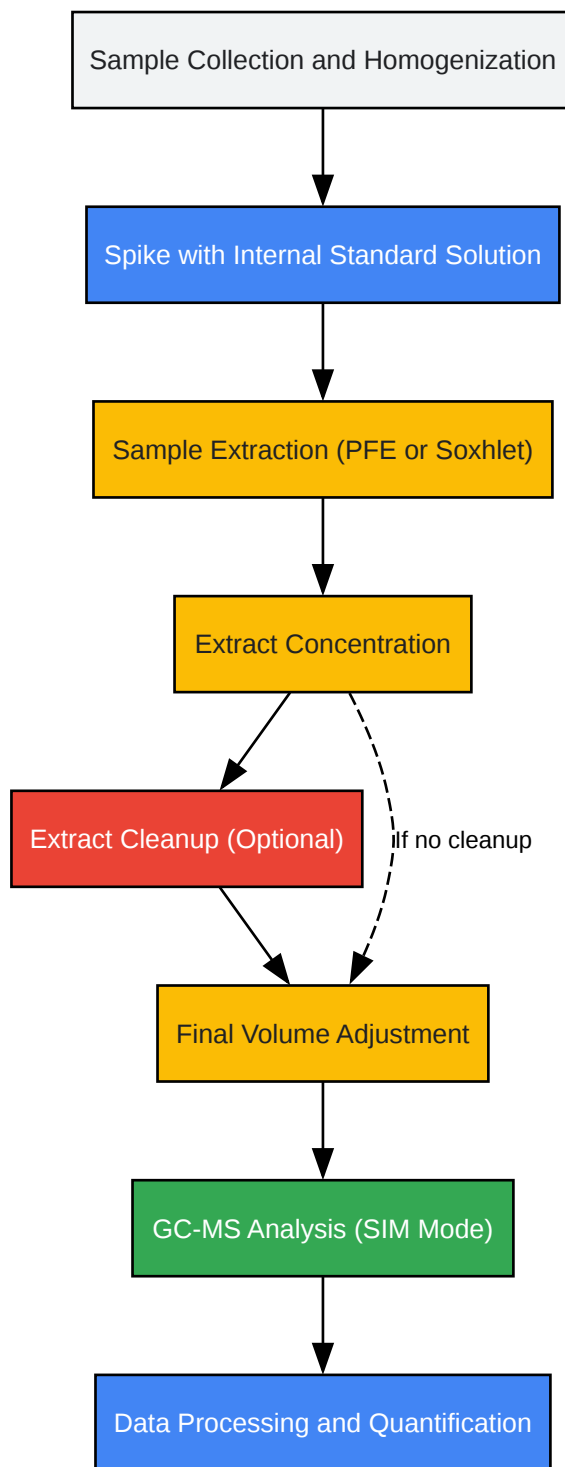 Sample Collection and Homogenization
Spike with Internal Standard Solution
Sample Extraction (PFE or Soxhlet)
Extract Concentration
Extract Cleanup (Optional)
If no cleanup
Final Volume Adjustment
GC-MS Analysis (SIM Mode)
Data Processing and Quantification